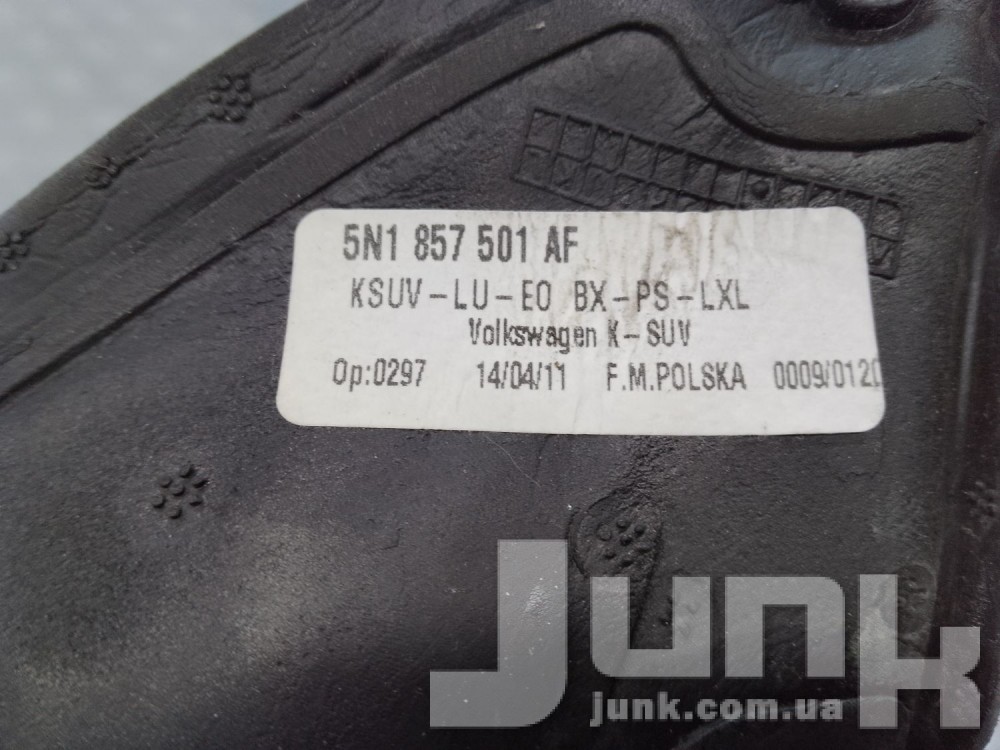 5N1 857 501 AF
KSUV-LU-E0 BX-PS-LXL
Volkswagen K-SUV
Op:0297 14/04/11 F.M.POLSKA 0009/0120
Junk
junk.com.ua